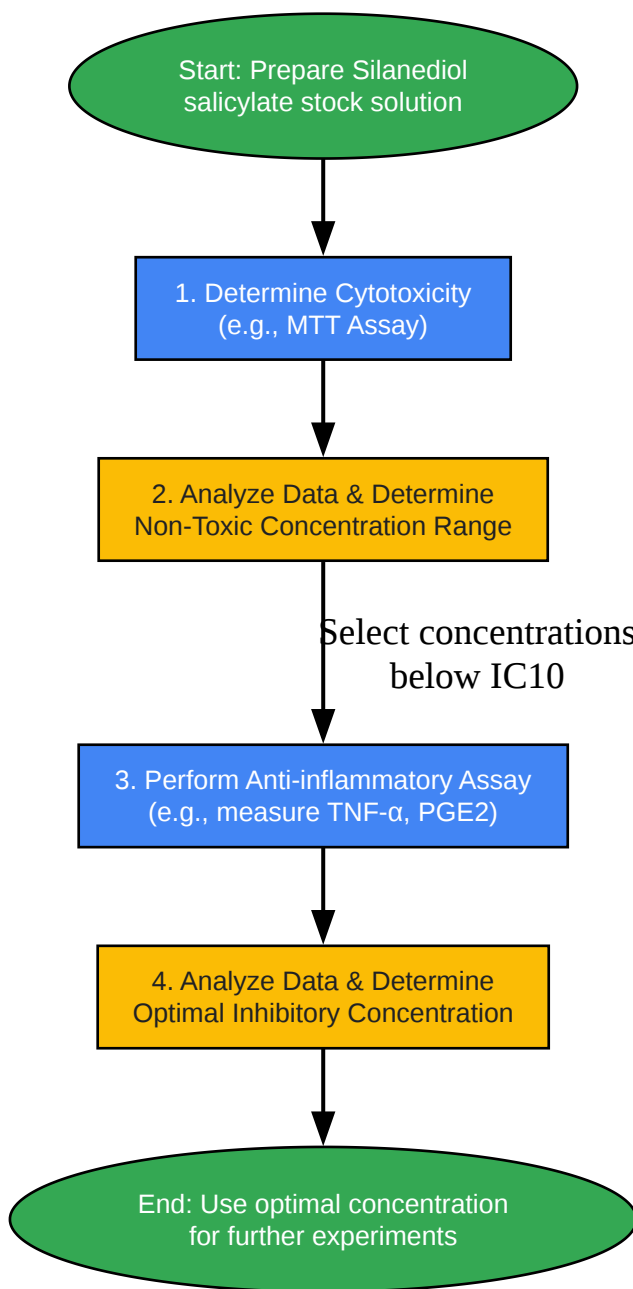 Start: Prepare Silanediol
salicylate stock solution
1. Determine Cytotoxicity
(e.g., MTT Assay)
2. Analyze Data & Determine
Non-Toxic Concentration Range
Select concentrations
below IC10
3. Perform Anti-inflammatory Assay
(e.g., measure TNF-α, PGE2)
4. Analyze Data & Determine
Optimal Inhibitory Concentration
End: Use optimal concentration
for further experiments